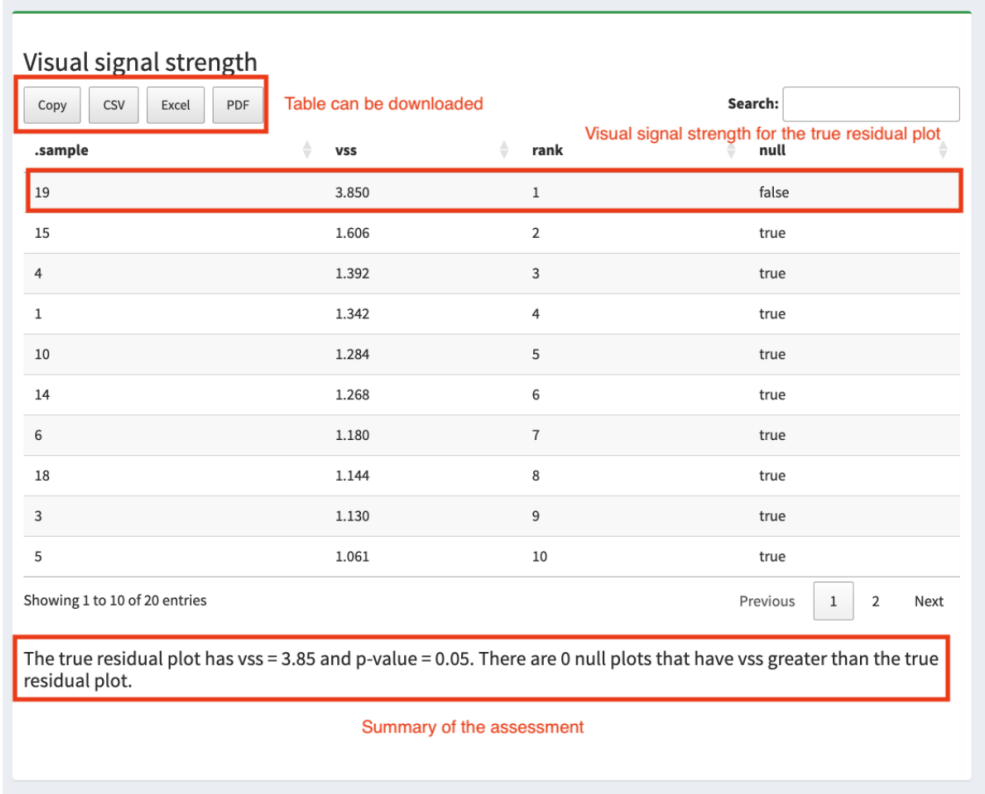 Visual signal strength
Copy CSV Excel PDF Table can be downloaded Search:
Visual signal strength for the true residual plot
.sample vss rank null
19 3.850 1 false
15 1.606 2 true
4 1.392 3 true
1 1.342 4 true
10 1.284 5 true
14 1.268 6 true
6 1.180 7 true
18 1.144 8 true
3 1.130 9 true
5 1.061 10 true
Showing 1 to 10 of 20 entries Previous 1 2 Next
The true residual plot has vss = 3.85 and p-value = 0.05. There are 0 null plots that have vss greater than the true
residual plot.
Summary of the assessment